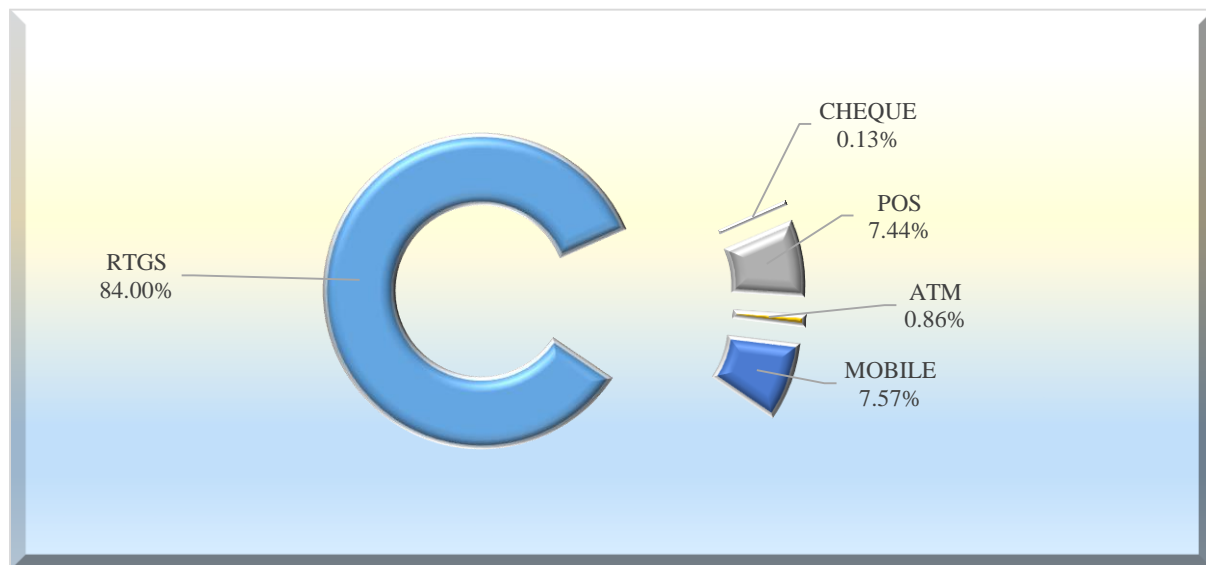 CHEQUE
0.13%
POS
7.44%
RTGS
84.00%
ATM
0.86%
MOBILE
7.57%